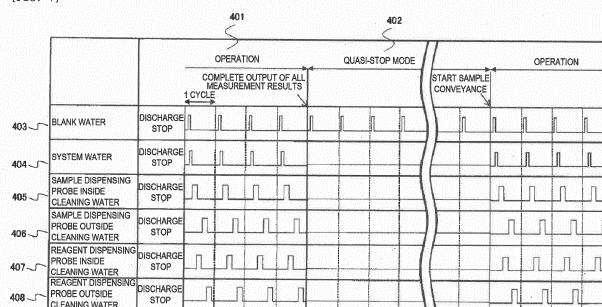 401
402
OPERATION
QUASI-STOP MODE
OPERATION
COMPLETE OUTPUT OF ALL
MEASUREMENT RESULTS
START SAMPLE
CONVEYANCE
1 CYCLE
403
BLANK WATER
DISCHARGE
STOP
404
SYSTEM WATER
DISCHARGE
STOP
405
SAMPLE DISPENSING
PROBE INSIDE
CLEANING WATER
DISCHARGE
STOP
406
SAMPLE DISPENSING
PROBE OUTSIDE
CLEANING WATER
DISCHARGE
STOP
407
REAGENT DISPENSING
PROBE INSIDE
CLEANING WATER
DISCHARGE
STOP
408
REAGENT DISPENSING
PROBE OUTSIDE
CLEANING WATER
DISCHARGE
STOP